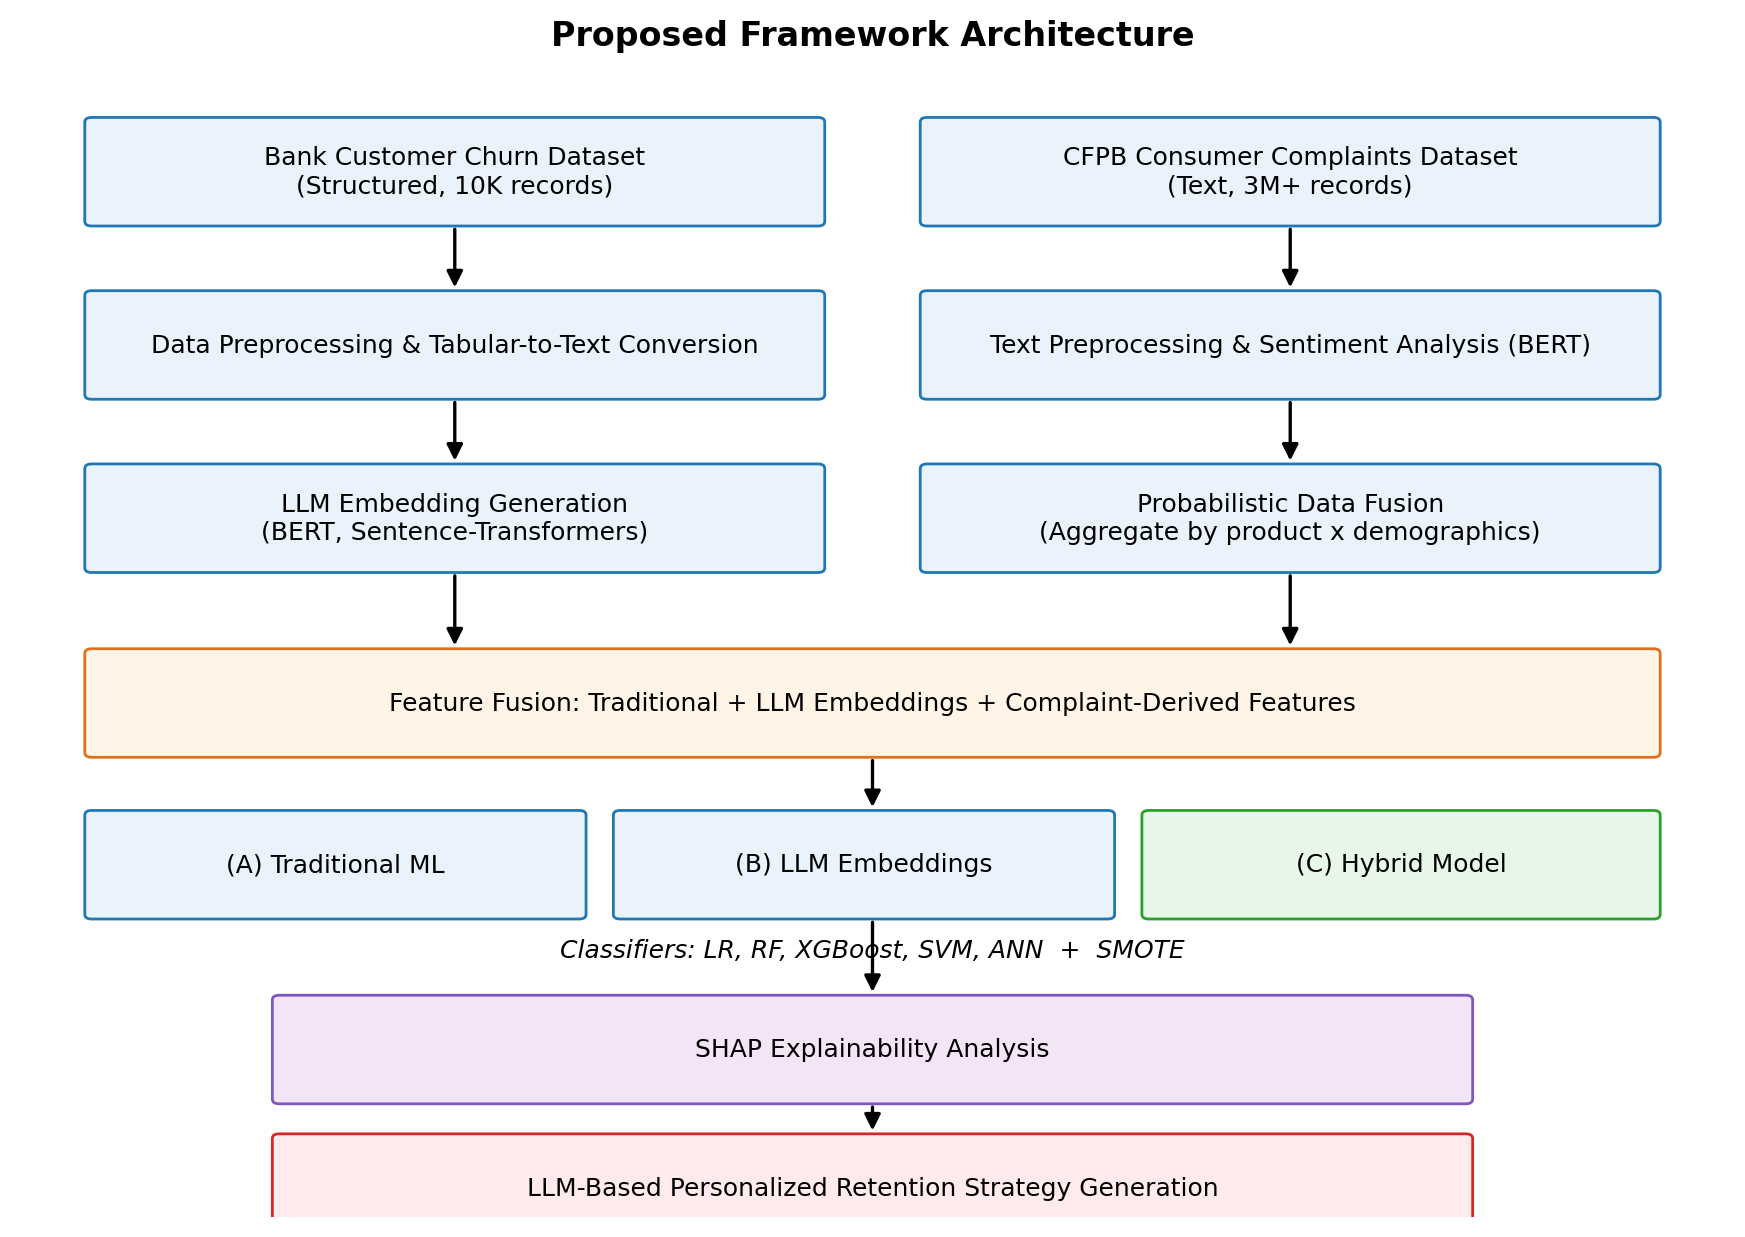 Proposed Framework Architecture
Bank Customer Churn Dataset
(Structured, 10K records)
CFPB Consumer Complaints Dataset
(Text, 3M+ records)
Data Preprocessing & Tabular-to-Text Conversion
Text Preprocessing & Sentiment Analysis (BERT)
LLM Embedding Generation
(BERT, Sentence-Transformers)
Probabilistic Data Fusion
(Aggregate by product x demographics)
Feature Fusion: Traditional + LLM Embeddings + Complaint-Derived Features
(A) Traditional ML
(B) LLM Embeddings
(C) Hybrid Model
Classifiers: LR, RF, XGBoost, SVM, ANN + SMOTE
SHAP Explainability Analysis
LLM-Based Personalized Retention Strategy Generation